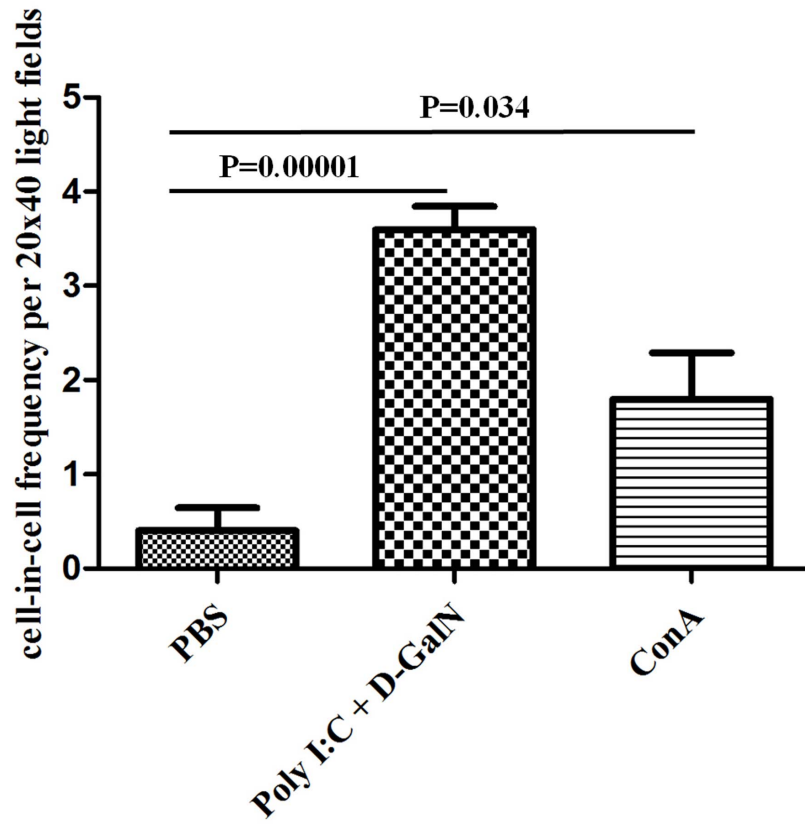 cell-in-cell frequency per 20x40 light fields
5
4
3
2
1
0
P=0.034
P=0.00001
PBS
Poly I:C + D-GalN
ConA